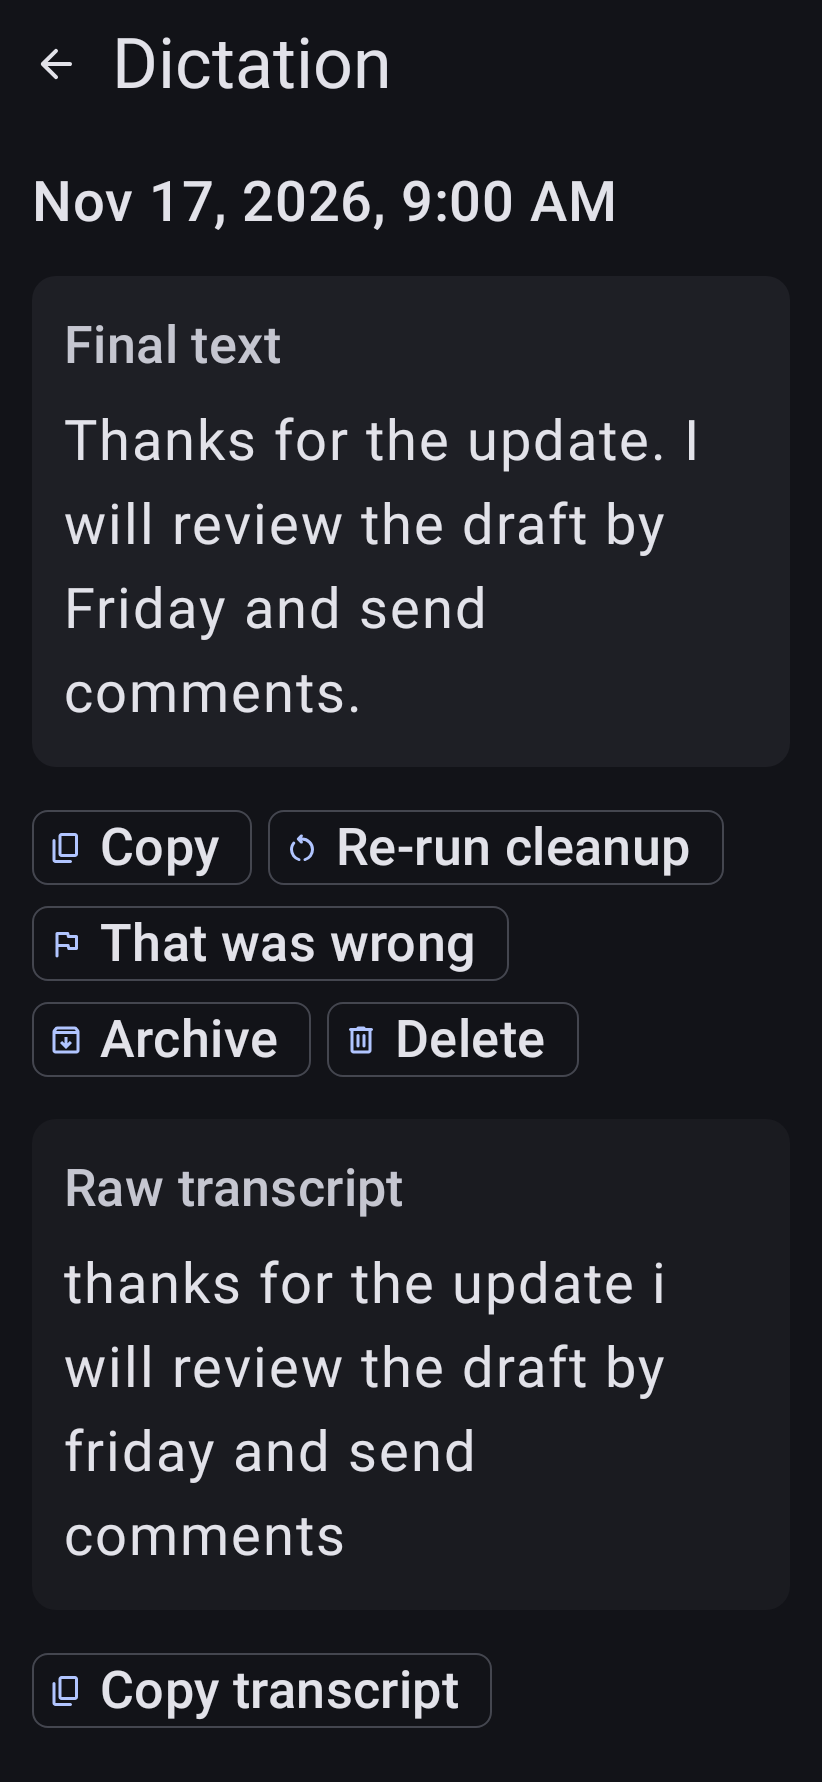 Dictation
Nov 17, 2026, 9:00 AM
Final text
Thanks for the update. I
will review the draft by
Friday and send
comments.
Copy
Re-run cleanup
That was wrong
Archive
Delete
Raw transcript
thanks for the update i
will review the draft by
friday and send
comments
Copy transcript